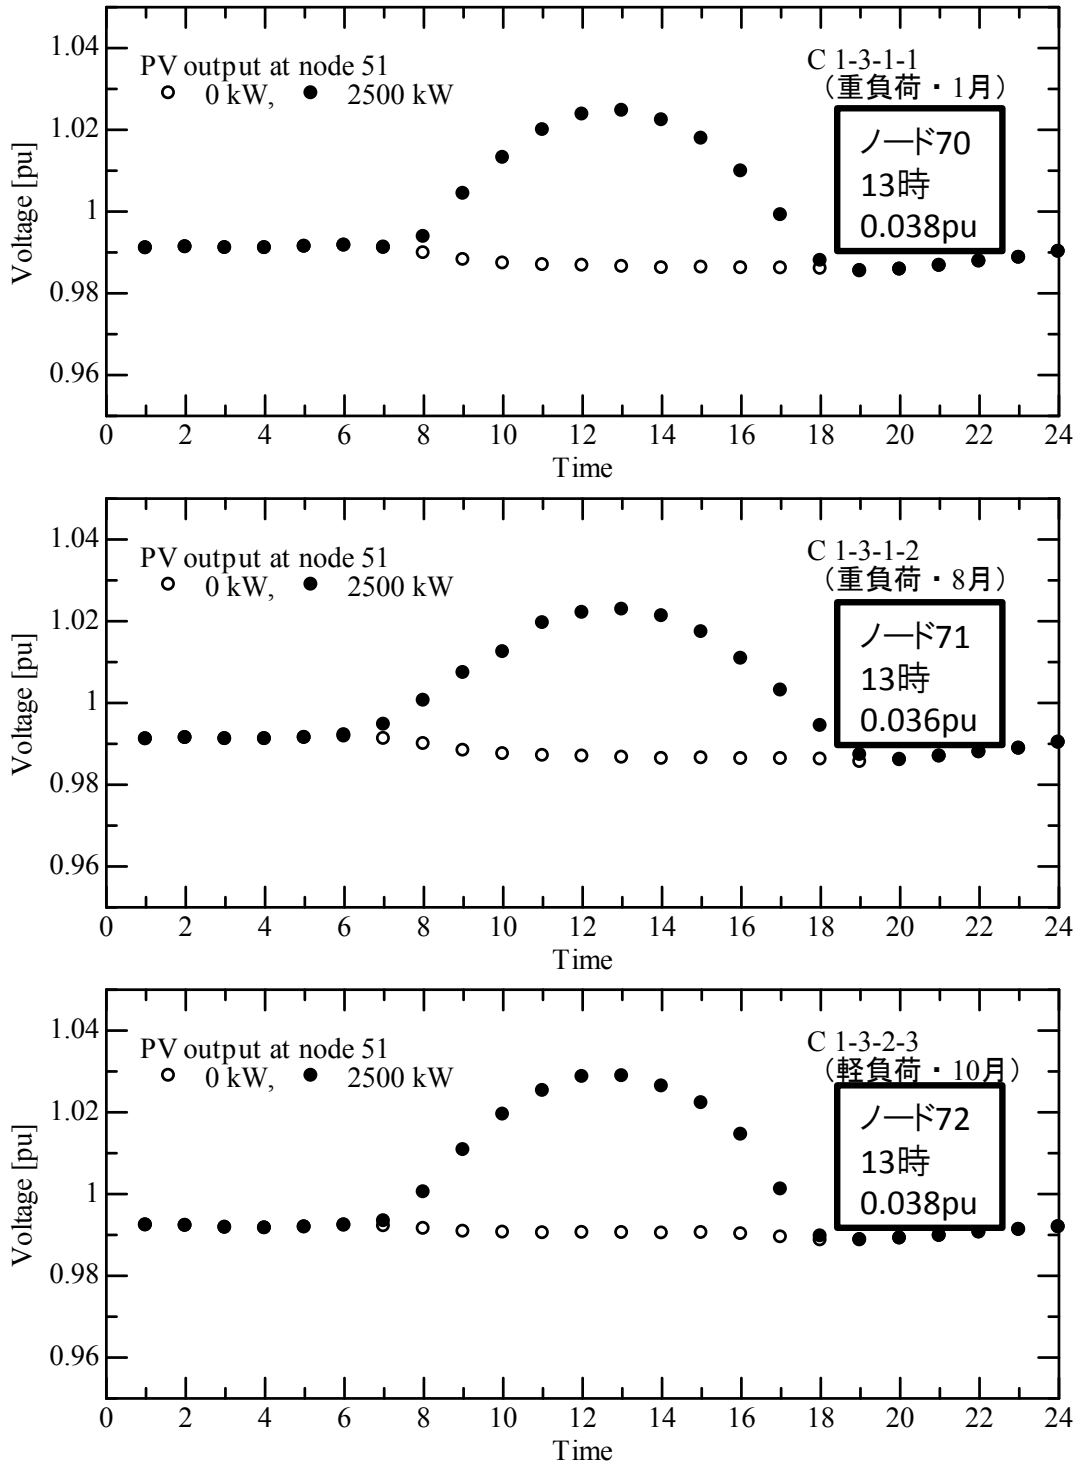 1.04
1.02
1
0.98
0.96
Voltage [pu]
PV output at node 51
0 kW, 2500 kW
C 1-3-1-1
（重負荷・1月）
ノード70
13時
0.038pu
0 2 4 6 8 10 12 14 16 18 20 22 24
Time
1.04
1.02
1
0.98
0.96
Voltage [pu]
PV output at node 51
0 kW, 2500 kW
C 1-3-1-2
（重負荷・8月）
ノード71
13時
0.036pu
0 2 4 6 8 10 12 14 16 18 20 22 24
Time
1.04
1.02
1
0.98
0.96
Voltage [pu]
PV output at node 51
0 kW, 2500 kW
C 1-3-2-3
（軽負荷・10月）
ノード72
13時
0.038pu
0 2 4 6 8 10 12 14 16 18 20 22 24
Time